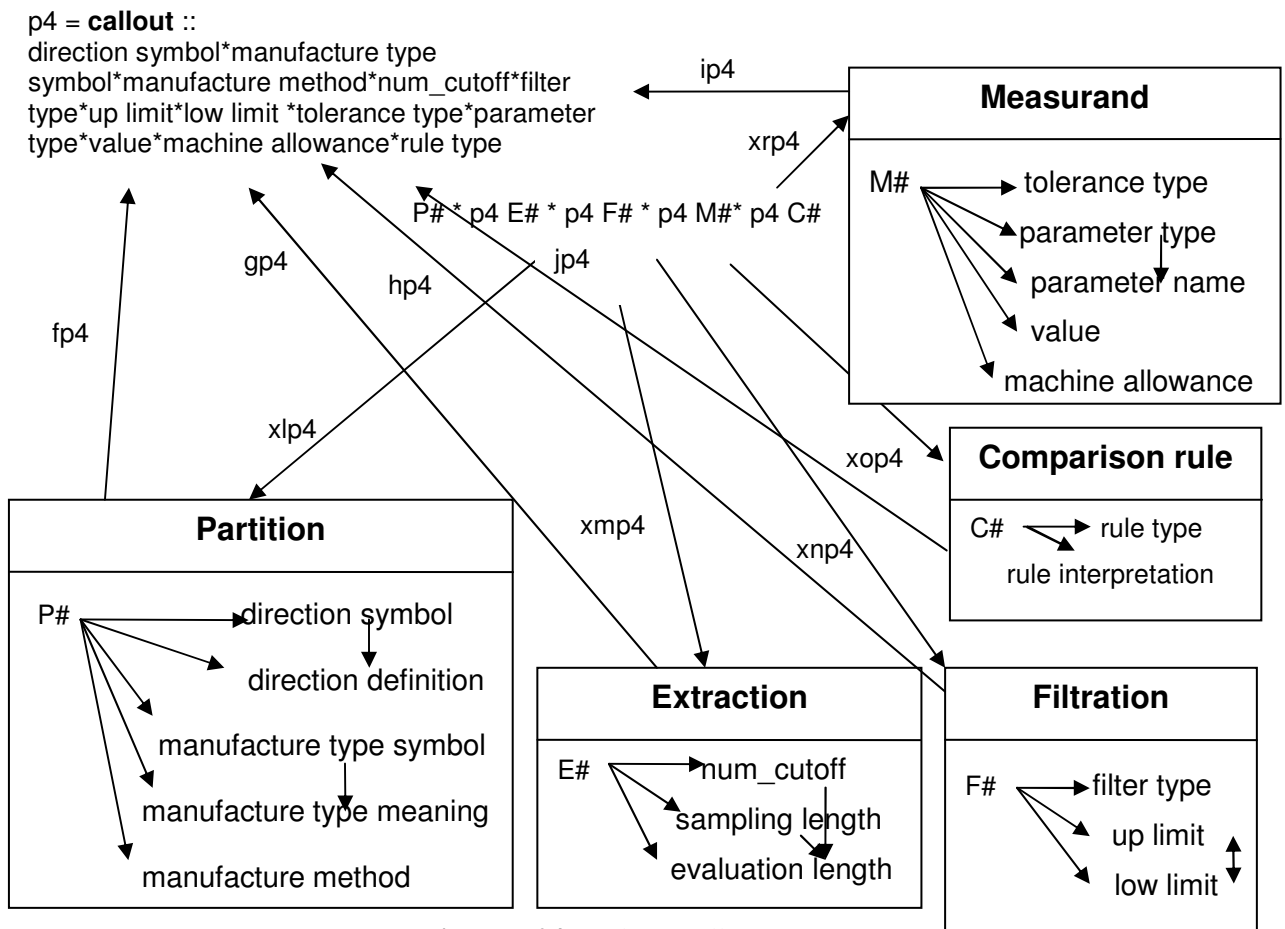 p4 = callout ::
direction symbol*manufacture type
symbol*manufacture method*num_cutoff*filter
type*up limit*low limit *tolerance type*parameter
type*value*machine allowance*rule type
ip4
xrp4
P# * p4 E# * p4 F# * p4 M#* p4 C#
gp4
hp4
jp4
fp4
xlp4
xop4
xmp4
xnp4
Measurand
M#
tolerance type
parameter type
parameter name
value
machine allowance
Comparison rule
C#
rule type
rule interpretation
Partition
P#
direction symbol
direction definition
manufacture type symbol
manufacture type meaning
manufacture method
Extraction
E#
num_cutoff
sampling length
evaluation length
Filtration
F#
filter type
up limit
low limit